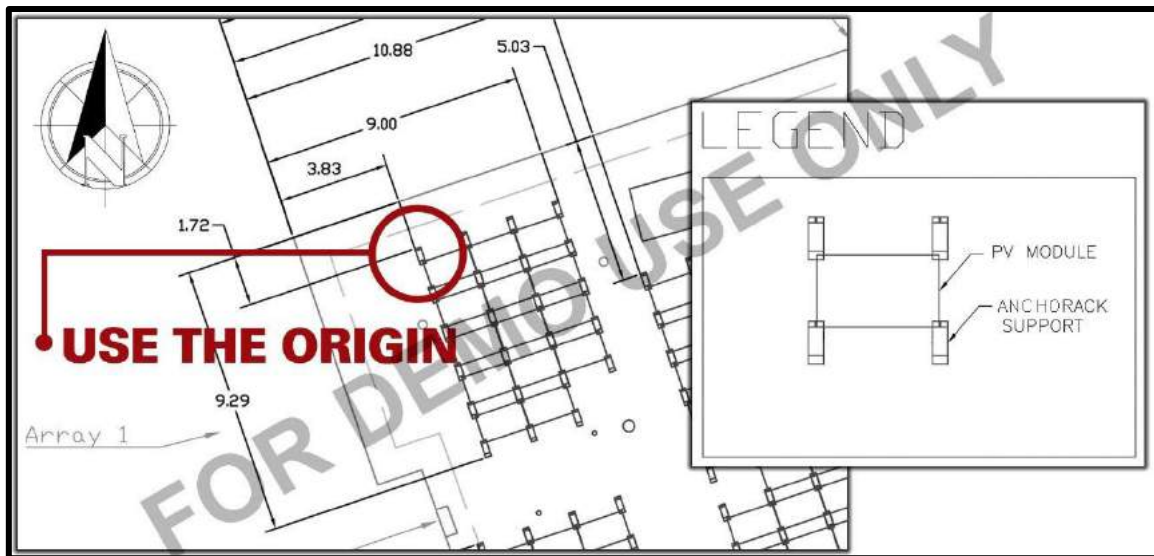 10.88
5.03
LEGEND
9.00
N
3.83
1.72
PV MODULE
ANCHORACK
SUPPORT
USE THE ORIGIN
9.29
Array 1
FOR DEMO USE ONLY